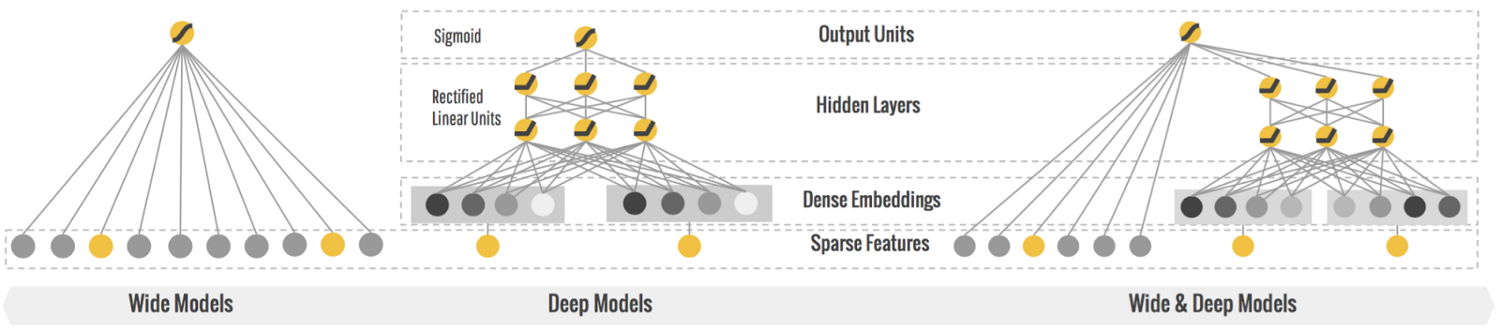 Sigmoid
Output Units
Rectified
Linear Units
Hidden Layers
Dense Embeddings
Sparse Features
Wide Models
Deep Models
Wide & Deep Models